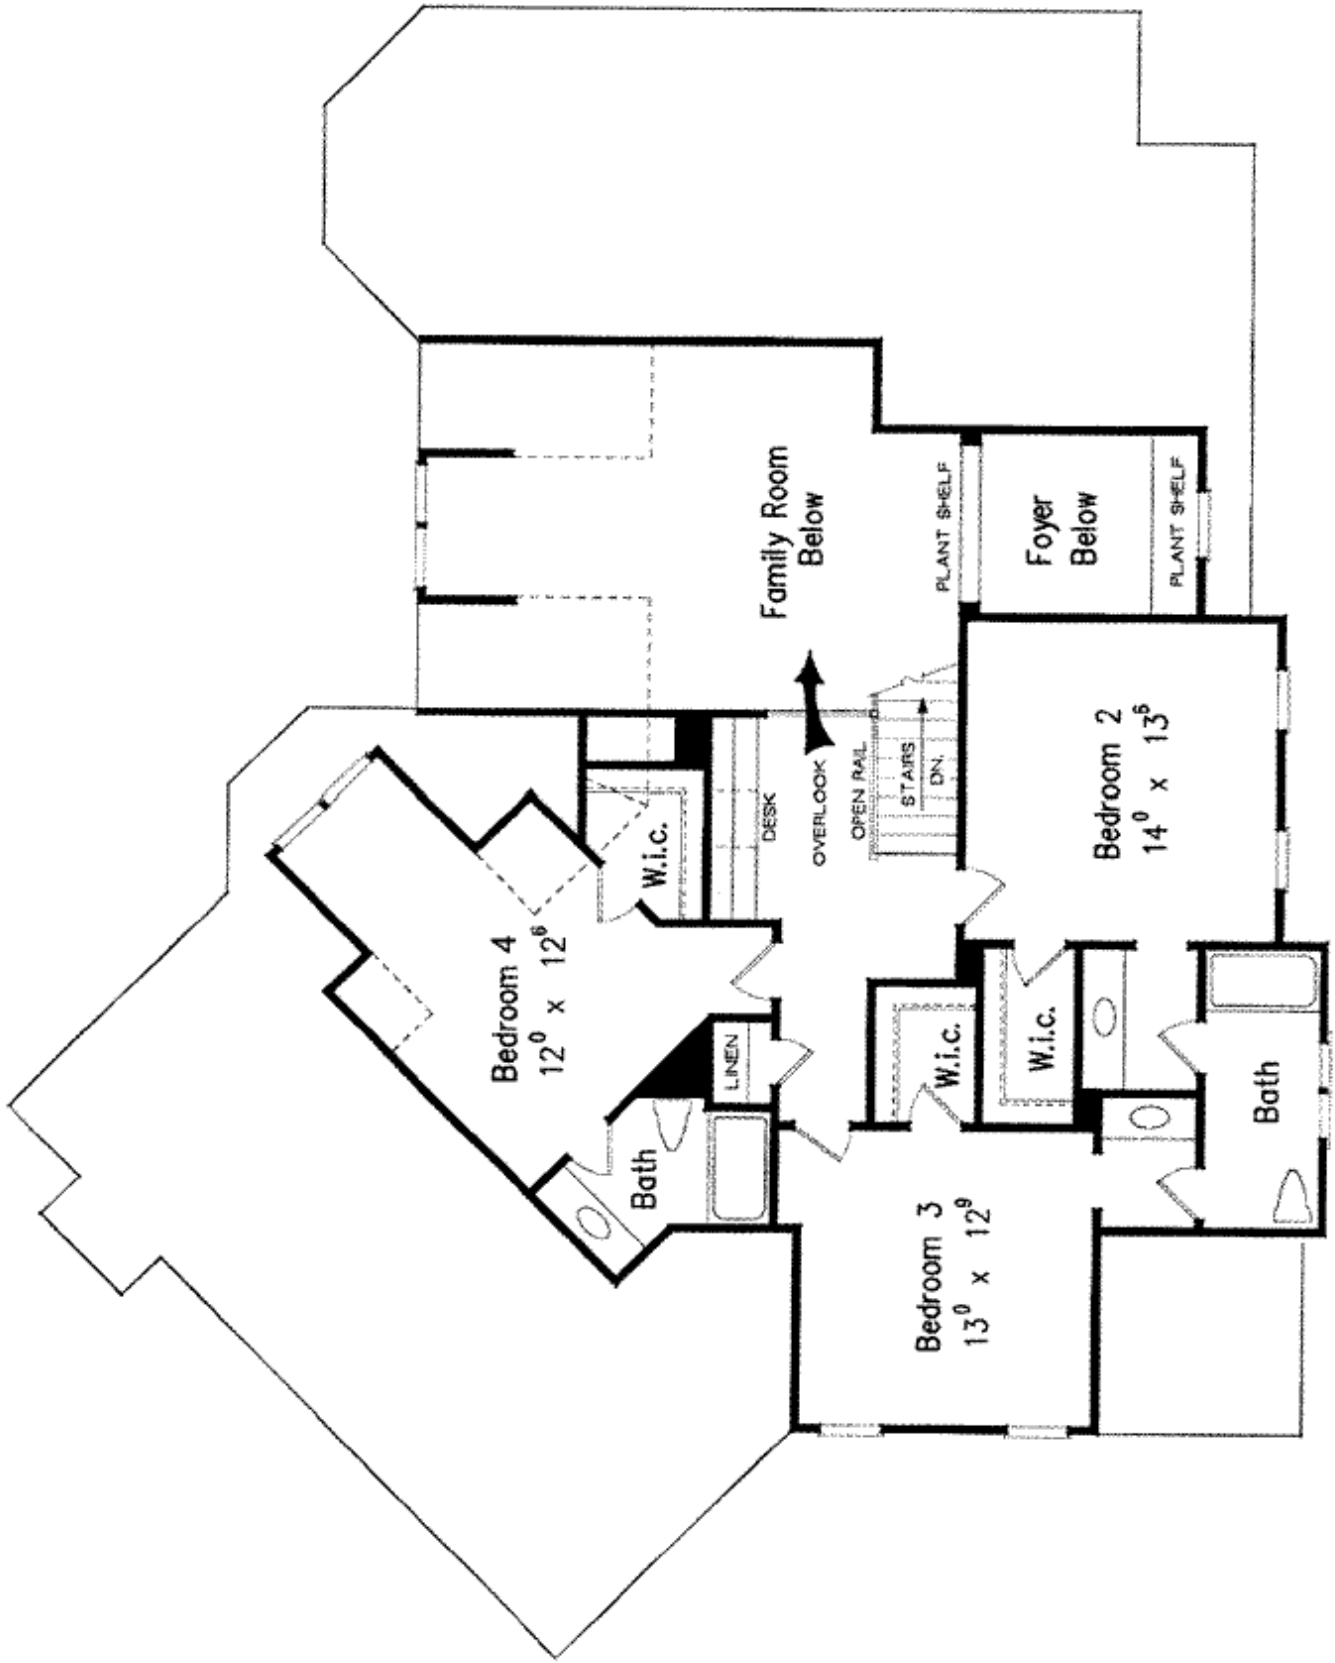 Family Room
Below
PLANT SHELF
Foyer
Below
PLANT SHELF
Bedroom 4
12⁰ x 12⁶
W.i.c.
DESK
OVERLOOK
OPEN RAIL
STAIRS
DN.
Bedroom 2
14⁰ x 13⁶
Bath
LINEN
W.i.c.
W.i.c.
Bath
Bedroom 3
13⁰ x 12⁹